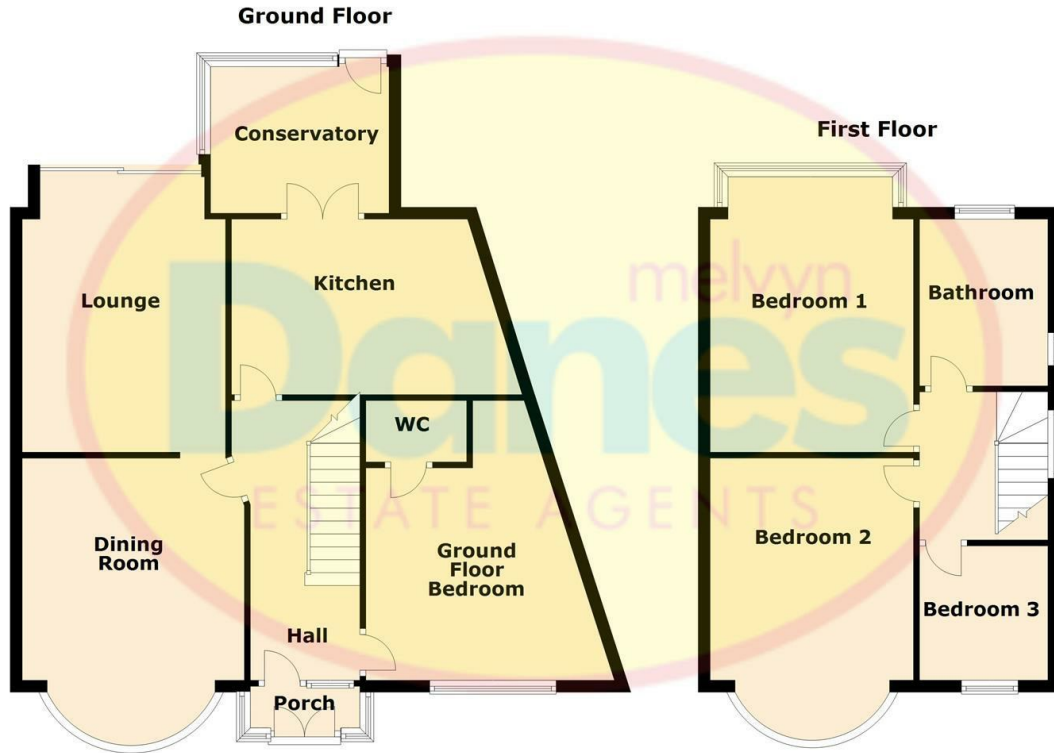 Ground Floor
Conservatory
Lounge
Kitchen
WC
Dining
Room
Ground
Floor
Bedroom
Hall
Porch
First Floor
Bedroom 1
Bathroom
Bedroom 2
Bedroom 3
melvyn
Danes
ESTATE AGENTS